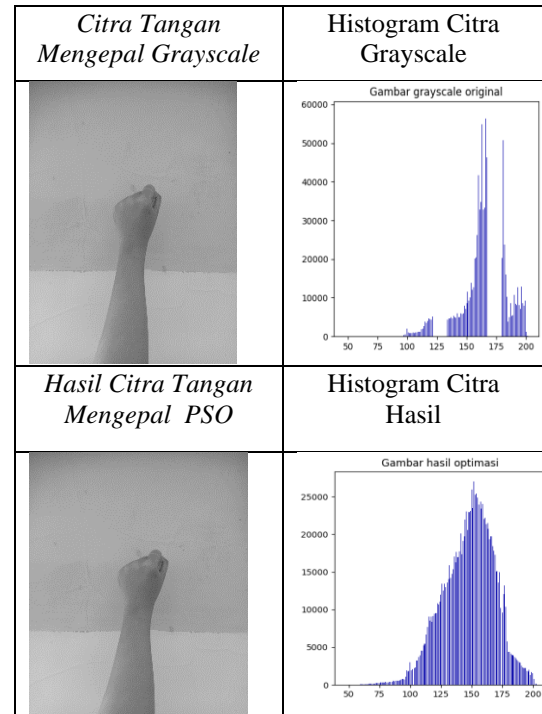 Citra Tangan
Mengepal Grayscale
Histogram Citra
Grayscale
Gambar grayscale original
60000
50000
40000
30000
20000
10000
0
50 75 100 125 150 175 200
Hasil Citra Tangan
Mengepal PSO
Histogram Citra
Hasil
Gambar hasil optimasi
25000
20000
15000
10000
5000
0
50 75 100 125 150 175 200